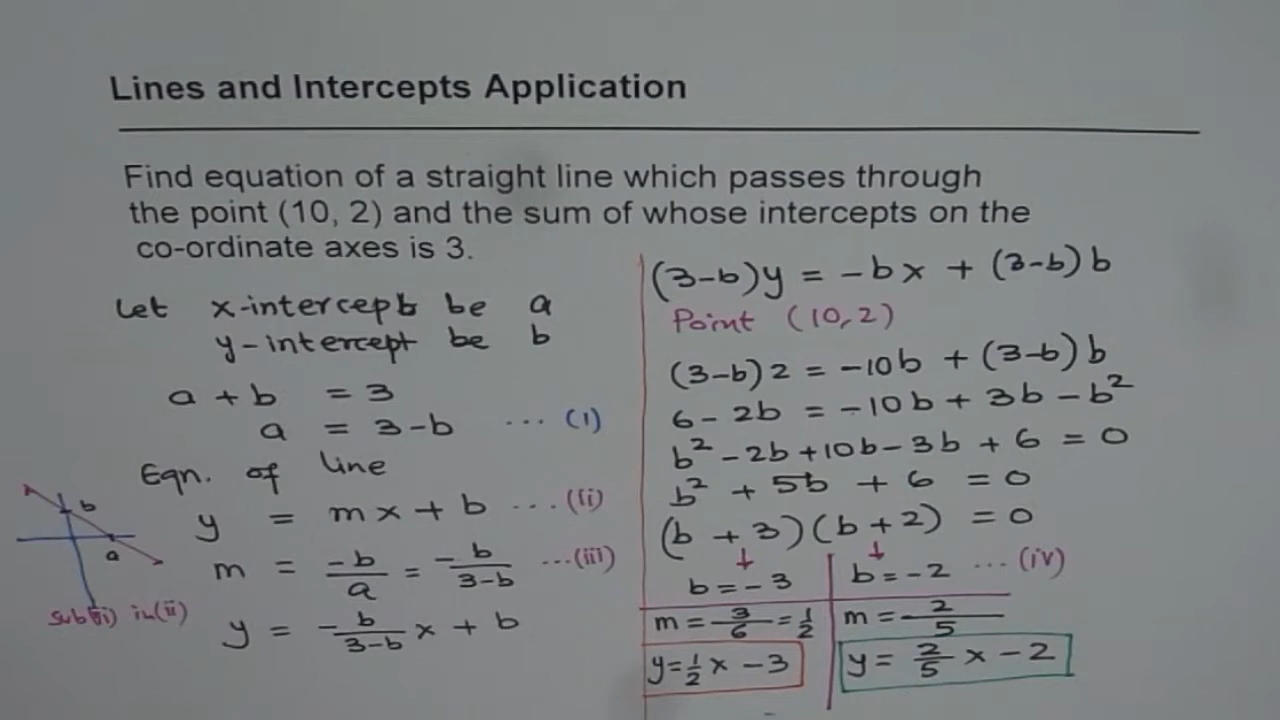 Lines and Intercepts Application
Find equation of a straight line which passes through
the point (10, 2) and the sum of whose intercepts on the
co-ordinate axes is 3.
Let x-intercept be a
y-intercept be b
a + b = 3
a = 3-b ... (i)
Eqn. of line
y = mx + b ... (ii)
m = -b/a = -b/(3-b) ... (iii)
b
a
Sub(iii) in(ii)
y = -b/(3-b) x + b
(3-b)y = -bx + (3-b)b
Point (10,2)
(3-b)2 = -10b + (3-b)b
6 - 2b = -10b + 3b - b²
b² - 2b + 10b - 3b + 6 = 0
b² + 5b + 6 = 0
(b + 3)(b + 2) = 0
↓ ↓
b = -3 b = -2 ... (iv)
m = 3/6 = 1/2 m = 2/5
y = 1/2 x - 3 y = 2/5 x - 2